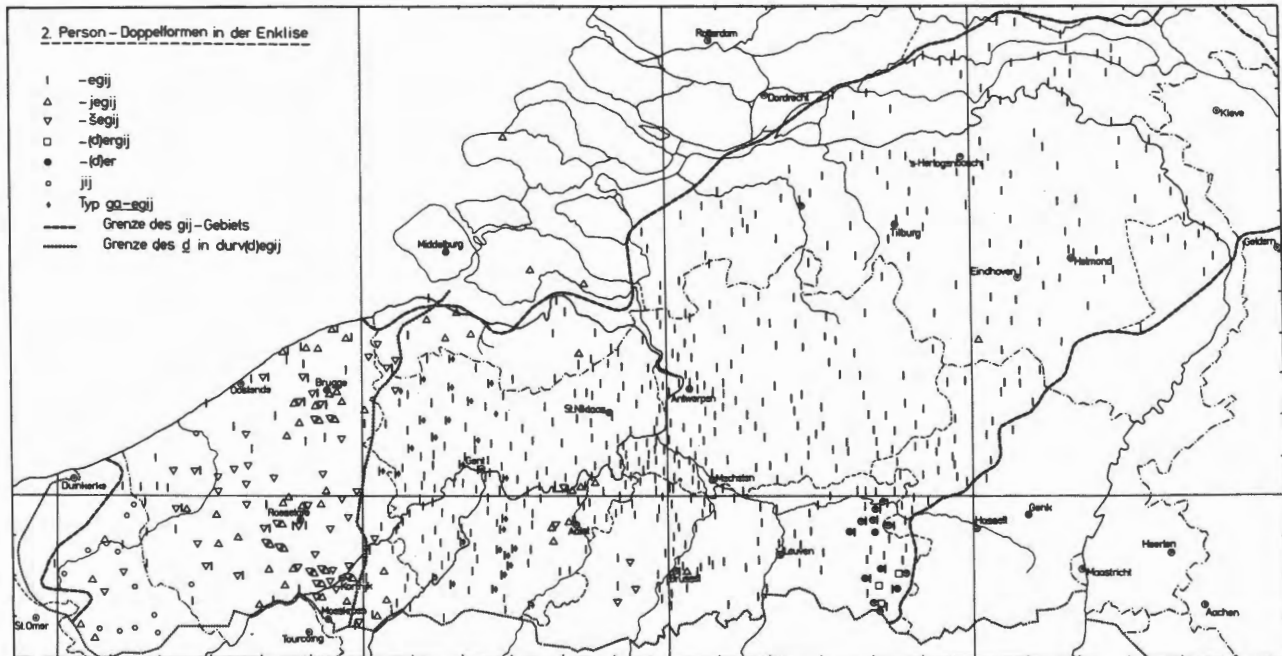 2. Person-Doppelformen in der Enklise
-egij
-jegij
-šegij
-(d)ergij
-(d)er
jij
Typ ga-egij
Grenze des gij-Gebiets
Grenze des d in durv(d)egij
Rotterdam
Dordrecht
Kleve
's-Hertogenbosch
Middelburg
Tilburg
Geldern
Helmond
Eindhoven
Oostende
Brugge
Antwerpen
St.Niklaas
Gent
Duinkerke
Mechelen
Roeselare
Aalst
Hasselt
Genk
Leuven
Heerlen
Brussel
Maastricht
Kortrijk
Aachen
St.Omer
Moeskroen
Tourcoing